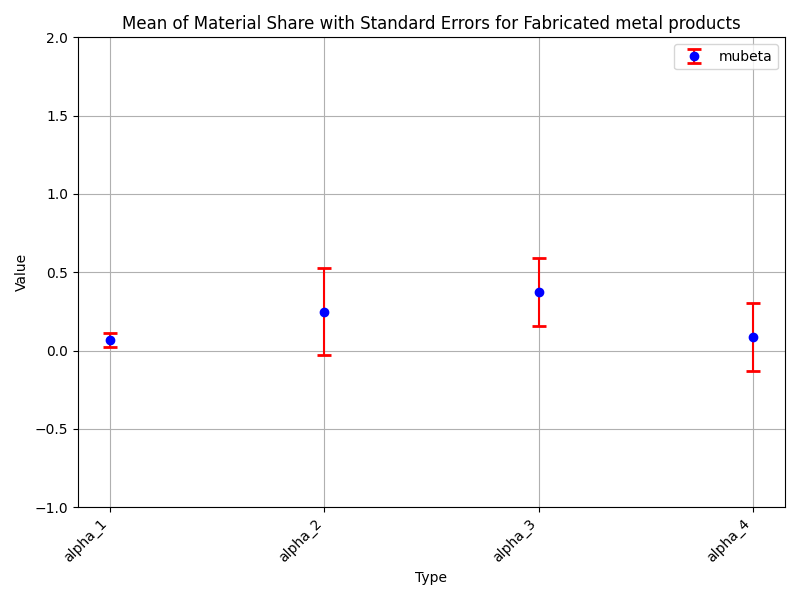 Mean of Material Share with Standard Errors for Fabricated metal products
mubeta
2.0
1.5
1.0
0.5
0.0
−0.5
−1.0
Value
alpha_1
alpha_2
alpha_3
alpha_4
Type